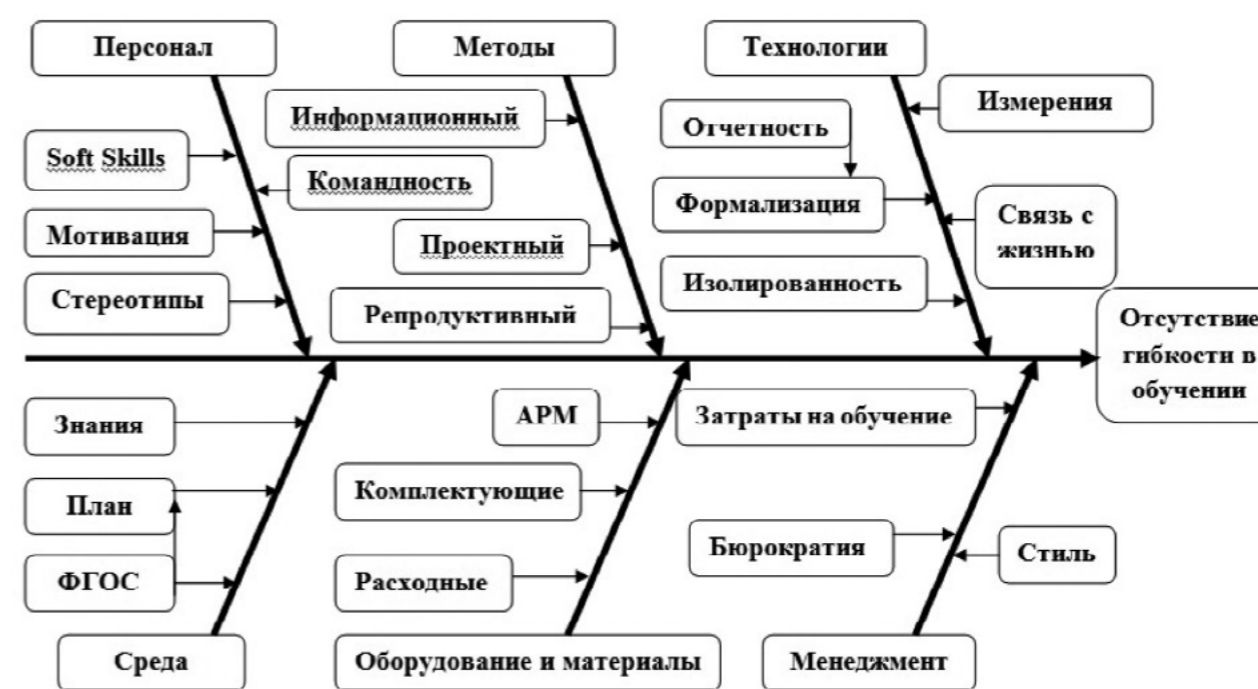 Персонал
Методы
Технологии
Информационный
Измерения
Отчетность
Soft Skills
Командность
Формализация
Связь с
жизнью
Мотивация
Проектный
Изолированность
Стереотипы
Репродуктивный
Отсутствие
гибкости в
обучении
Знания
АРМ
Затраты на обучение
План
Комплектующие
Бюрократия
Стиль
ФГОС
Расходные
Среда
Оборудование и материалы
Менеджмент